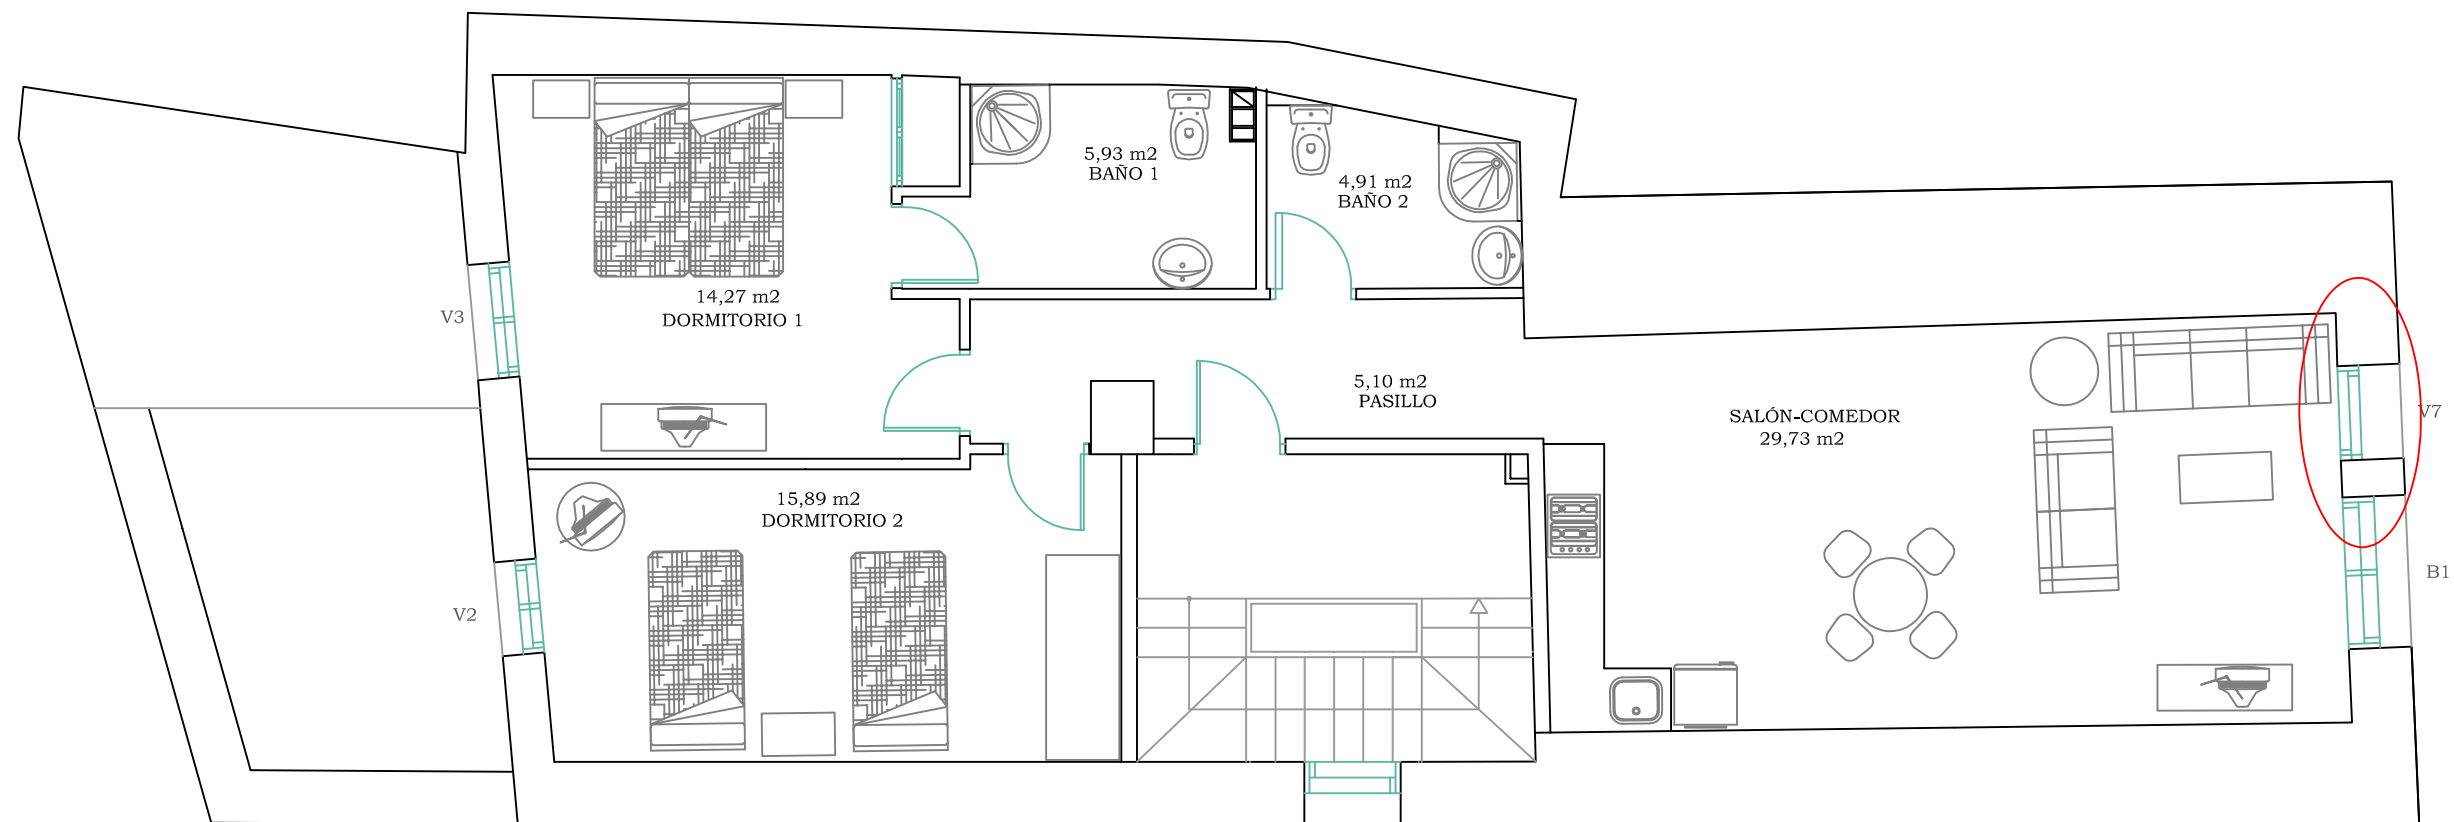 5,93 m2
BAÑO 1
4,91 m2
BAÑO 2
14,27 m2
DORMITORIO 1
V3
5,10 m2
PASILLO
SALÓN-COMEDOR
29,73 m2
V7
15,89 m2
DORMITORIO 2
B1
V2